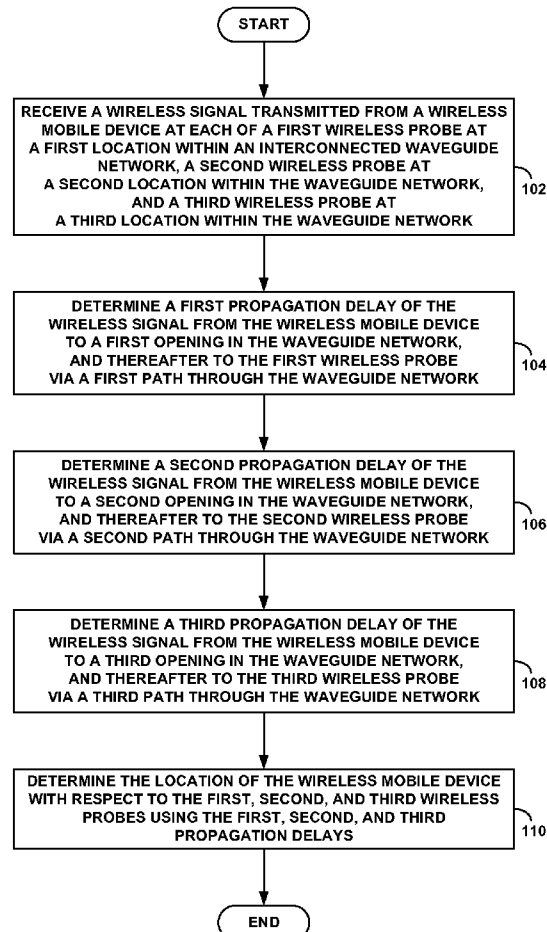 START
RECEIVE A WIRELESS SIGNAL TRANSMITTED FROM A WIRELESS
MOBILE DEVICE AT EACH OF A FIRST WIRELESS PROBE AT
A FIRST LOCATION WITHIN AN INTERCONNECTED WAVEGUIDE
NETWORK, A SECOND WIRELESS PROBE AT
A SECOND LOCATION WITHIN THE WAVEGUIDE NETWORK,
AND A THIRD WIRELESS PROBE AT
A THIRD LOCATION WITHIN THE WAVEGUIDE NETWORK
102
DETERMINE A FIRST PROPAGATION DELAY OF THE
WIRELESS SIGNAL FROM THE WIRELESS MOBILE DEVICE
TO A FIRST OPENING IN THE WAVEGUIDE NETWORK,
AND THEREAFTER TO THE FIRST WIRELESS PROBE
VIA A FIRST PATH THROUGH THE WAVEGUIDE NETWORK
104
DETERMINE A SECOND PROPAGATION DELAY OF THE
WIRELESS SIGNAL FROM THE WIRELESS MOBILE DEVICE
TO A SECOND OPENING IN THE WAVEGUIDE NETWORK,
AND THEREAFTER TO THE SECOND WIRELESS PROBE
VIA A SECOND PATH THROUGH THE WAVEGUIDE NETWORK
106
DETERMINE A THIRD PROPAGATION DELAY OF THE
WIRELESS SIGNAL FROM THE WIRELESS MOBILE DEVICE
TO A THIRD OPENING IN THE WAVEGUIDE NETWORK,
AND THEREAFTER TO THE THIRD WIRELESS PROBE
VIA A THIRD PATH THROUGH THE WAVEGUIDE NETWORK
108
DETERMINE THE LOCATION OF THE WIRELESS MOBILE DEVICE
WITH RESPECT TO THE FIRST, SECOND, AND THIRD WIRELESS
PROBES USING THE FIRST, SECOND, AND THIRD
PROPAGATION DELAYS
110
END